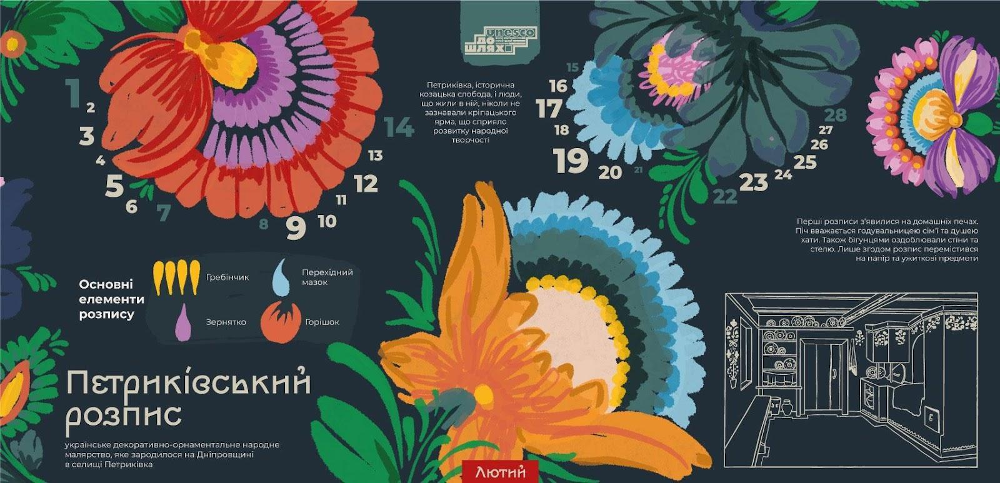 unesco
до
шлях
1
2
3
4
5
6
7
8
9
10
11
12
13
14
Петриківка, історична
козацька слобода, і люди,
що жили в ній, ніколи не
зазнавали кріпацького
ярма, що сприяло
розвитку народної
творчості
15
16
17
18
19
20
21
22
23
24
25
26
27
28
Перші розписи з'явилися на домашніх печах.
Піч вважається годувальницею сім'ї та душею
хати. Також бігунцями оздоблювали стіни та
стелю. Лише згодом розпис перемістився
на папір та ужиткові предмети
Основні
елементи
розпису
Гребінчик
Перехідний
мазок
Зернятко
Горішок
Петриківський
розпис
українське декоративно-орнаментальне народне
малярство, яке зародилося на Дніпровщині
в селищі Петриківка
Лютий